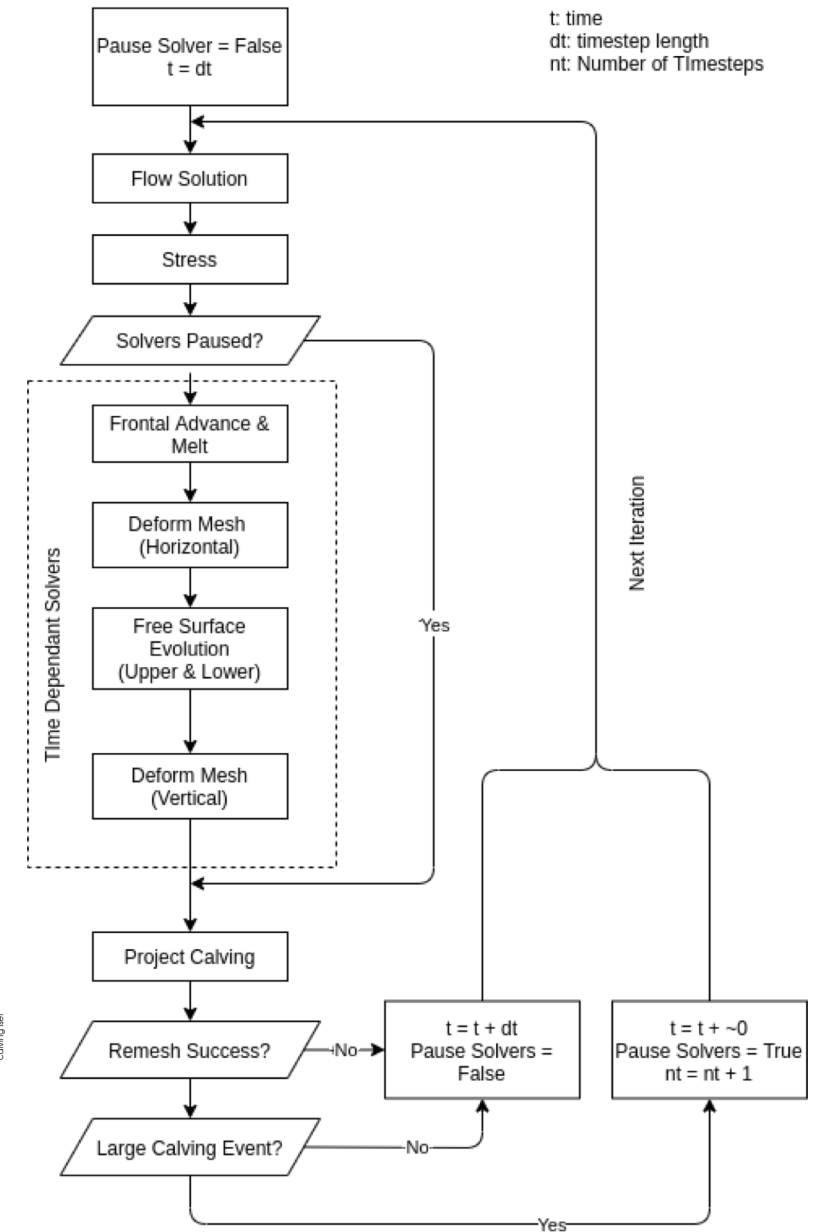 Pause Solver = False
t = dt
t: time
dt: timestep length
nt: Number of TImesteps
Flow Solution
Stress
Solvers Paused?
Frontal Advance &
Melt
Deform Mesh
(Horizontal)
Free Surface
Evolution
(Upper & Lower)
Deform Mesh
(Vertical)
TIme Dependant Solvers
Yes
Next Iteration
Project Calving
Remesh Success?
No
t = t + dt
Pause Solvers =
False
t = t + ~0
Pause Solvers = True
nt = nt + 1
Large Calving Event?
No
Yes